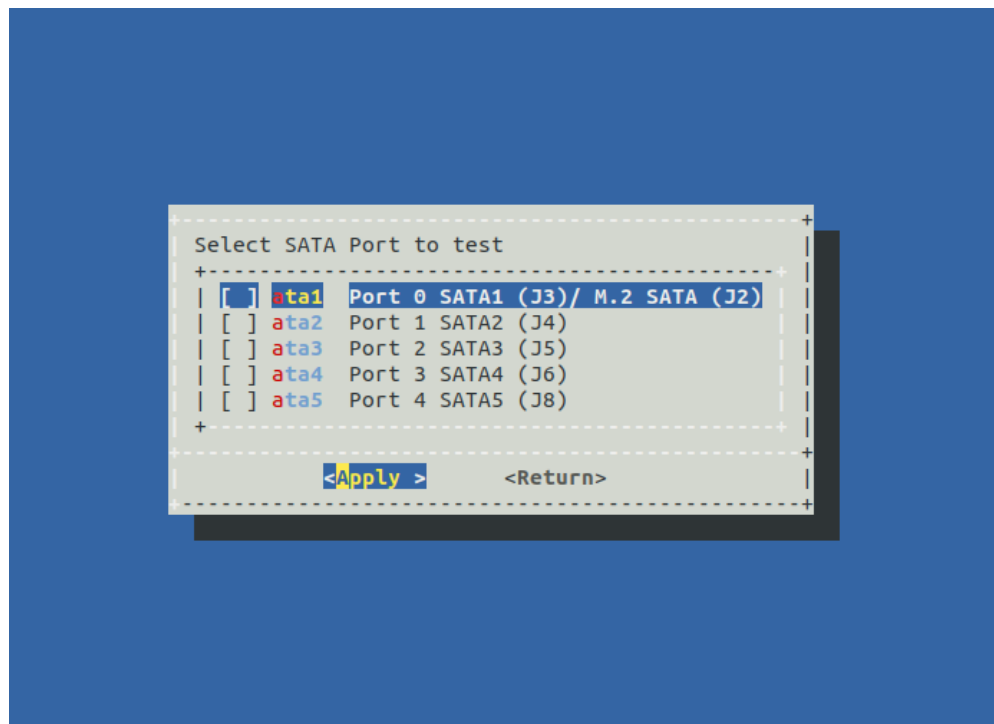 Select SATA Port to test
[ ] ata1 Port 0 SATA1 (J3)/ M.2 SATA (J2)
[ ] ata2 Port 1 SATA2 (J4)
[ ] ata3 Port 2 SATA3 (J5)
[ ] ata4 Port 3 SATA4 (J6)
[ ] ata5 Port 4 SATA5 (J8)
<Apply > <Return>